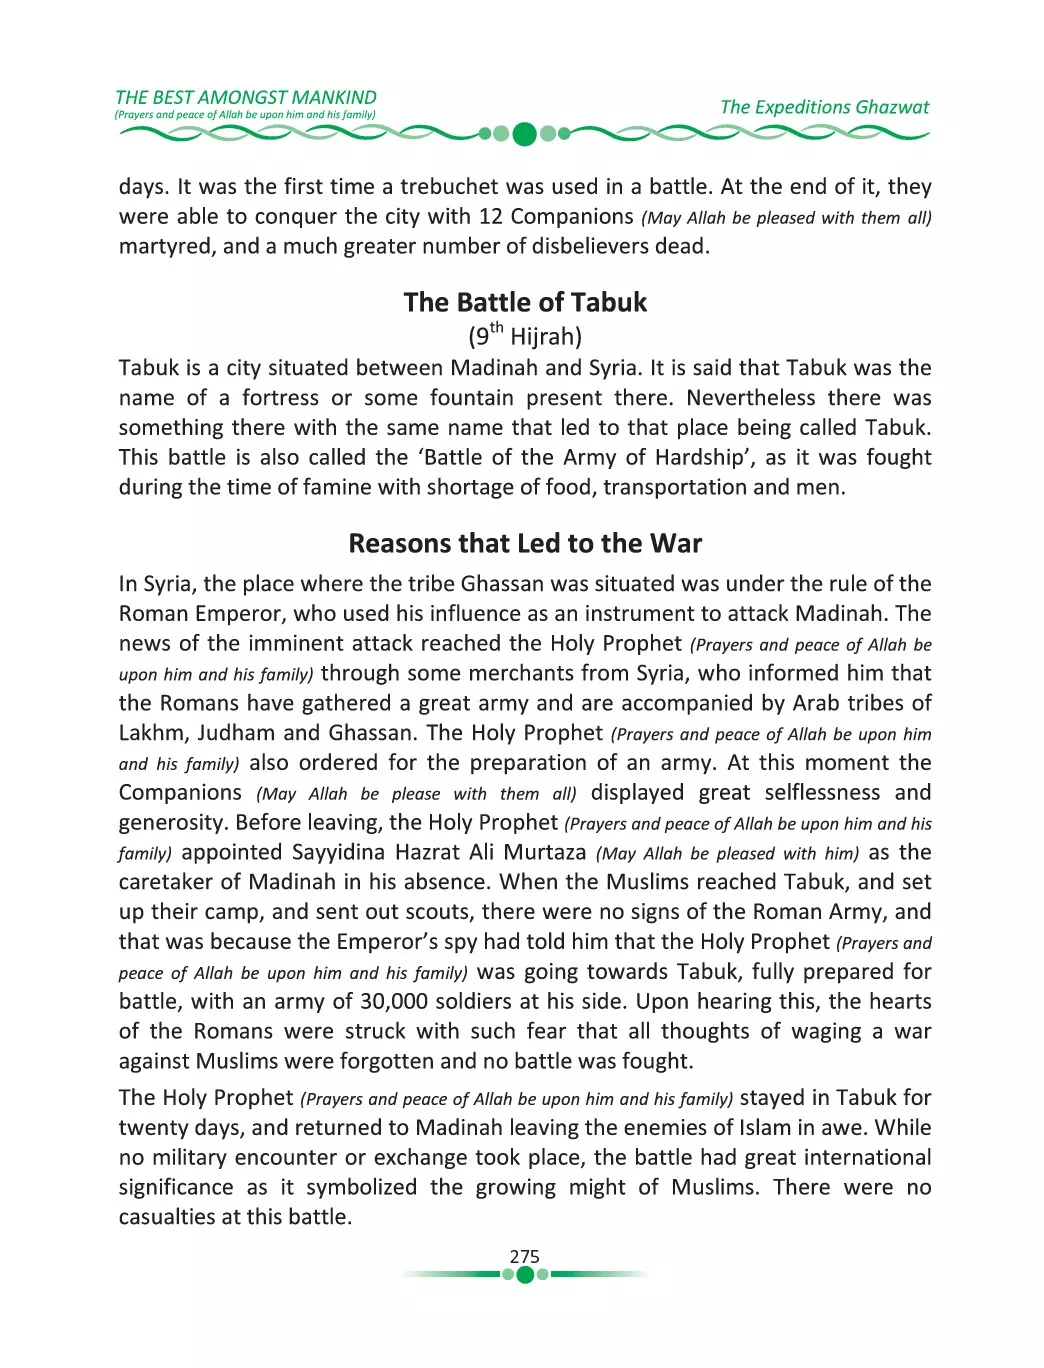 THE BEST AMONGST MANKIND
(Prayers and peace of Allah be upon him and his family)
The Expeditions Ghazwat
days. It was the first time a trebuchet was used in a battle. At the end of it, they
were able to conquer the city with 12 Companions (May Allah be pleased with them all)
martyred, and a much greater number of disbelievers dead.
The Battle of Tabuk
(9th Hijrah)
Tabuk is a city situated between Madinah and Syria. It is said that Tabuk was the
name of a fortress or some fountain present there. Nevertheless there was
something there with the same name that led to that place being called Tabuk.
This battle is also called the ‘Battle of the Army of Hardship’, as it was fought
during the time of famine with shortage of food, transportation and men.
Reasons that Led to the War
In Syria, the place where the tribe Ghassan was situated was under the rule of the
Roman Emperor, who used his influence as an instrument to attack Madinah. The
news of the imminent attack reached the Holy Prophet (Prayers and peace of Allah be
upon him and his family) through some merchants from Syria, who informed him that
the Romans have gathered a great army and are accompanied by Arab tribes of
Lakhm, Judham and Ghassan. The Holy Prophet (Prayers and peace of Allah be upon him
and his family) also ordered for the preparation of an army. At this moment the
Companions (May Allah be please with them all) displayed great selflessness and
generosity. Before leaving, the Holy Prophet (Prayers and peace of Allah be upon him and his
family) appointed Sayyidina Hazrat Ali Murtaza (May Allah be pleased with him) as the
caretaker of Madinah in his absence. When the Muslims reached Tabuk, and set
up their camp, and sent out scouts, there were no signs of the Roman Army, and
that was because the Emperor’s spy had told him that the Holy Prophet (Prayers and
peace of Allah be upon him and his family) was going towards Tabuk, fully prepared for
battle, with an army of 30,000 soldiers at his side. Upon hearing this, the hearts
of the Romans were struck with such fear that all thoughts of waging a war
against Muslims were forgotten and no battle was fought.
The Holy Prophet (Prayers and peace of Allah be upon him and his family) stayed in Tabuk for
twenty days, and returned to Madinah leaving the enemies of Islam in awe. While
no military encounter or exchange took place, the battle had great international
significance as it symbolized the growing might of Muslims. There were no
casualties at this battle.
275